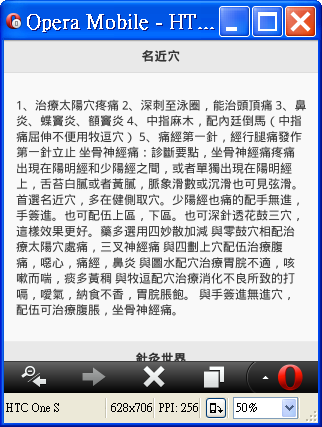 Opera Mobile - HT...
名近穴
1、治療太陽穴疼痛 2、深刺至泳圈，能治頭頂痛 3、鼻
炎、蝶竇炎、額竇炎 4、中指麻木，配內廷倒馬（中指
痛屈伸不便用牧逗穴） 5、痛經第一針，經行腿痛發作
第一針立止 坐骨神經痛：診斷要點，坐骨神經痛疼痛
出現在陽明經和少陽經之間，或者單獨出現在陽明經
上，舌苔白膩或者黃膩，脈象滑數或沉滑也可見弦滑。
首選名近次，多在健側取穴。少陽經也痛的配手無進，
手簽進。也可配伍上區，下區。也可深針透花鼓三穴，
這樣效果更好。藥多選用四妙散加減 與零鼓穴相配治
療太陽穴處痛，三叉神經痛 與四劃上穴配伍治療腹
痛，噁心，痛經，鼻炎 與圖水配穴治療胃脘不適，咳
嗽而喘，痰多黃稠 與牧逗配穴治療消化不良所致的打
嗝，噯氣，納食不香，胃脘脹飽。 與手簽進無進穴，
配伍可治療腹脹，坐骨神經痛。
針灸世界
HTC One S 628x706 PPI: 256 50%